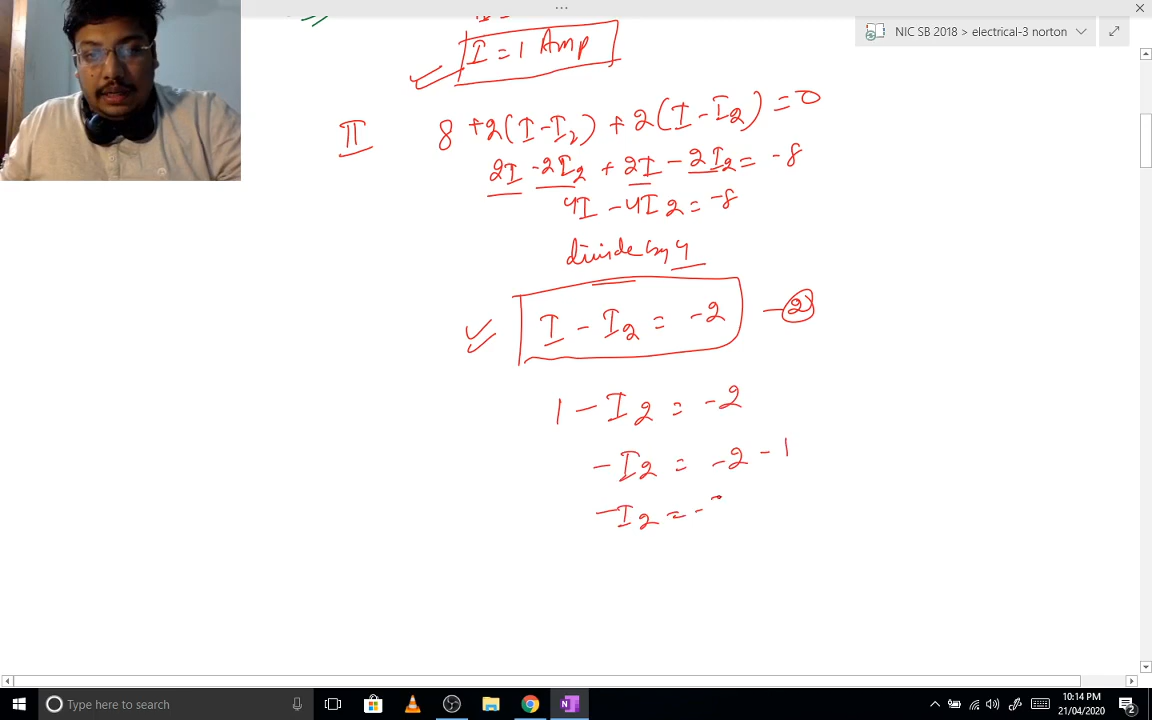 NIC SB 2018 > electrical-3 norton
I = 1 Amp
II 8 +2(I-I2) + 2(I - I2) = 0
2I - 2I2 + 2I - 2I2 = -8
4I - 4I2 = -8
divide by 4
I - I2 = -2 -2
1 - I2 = -2
-I2 = -2 - 1
-I2 = -
Type here to search
10:14 PM
21/04/2020
2